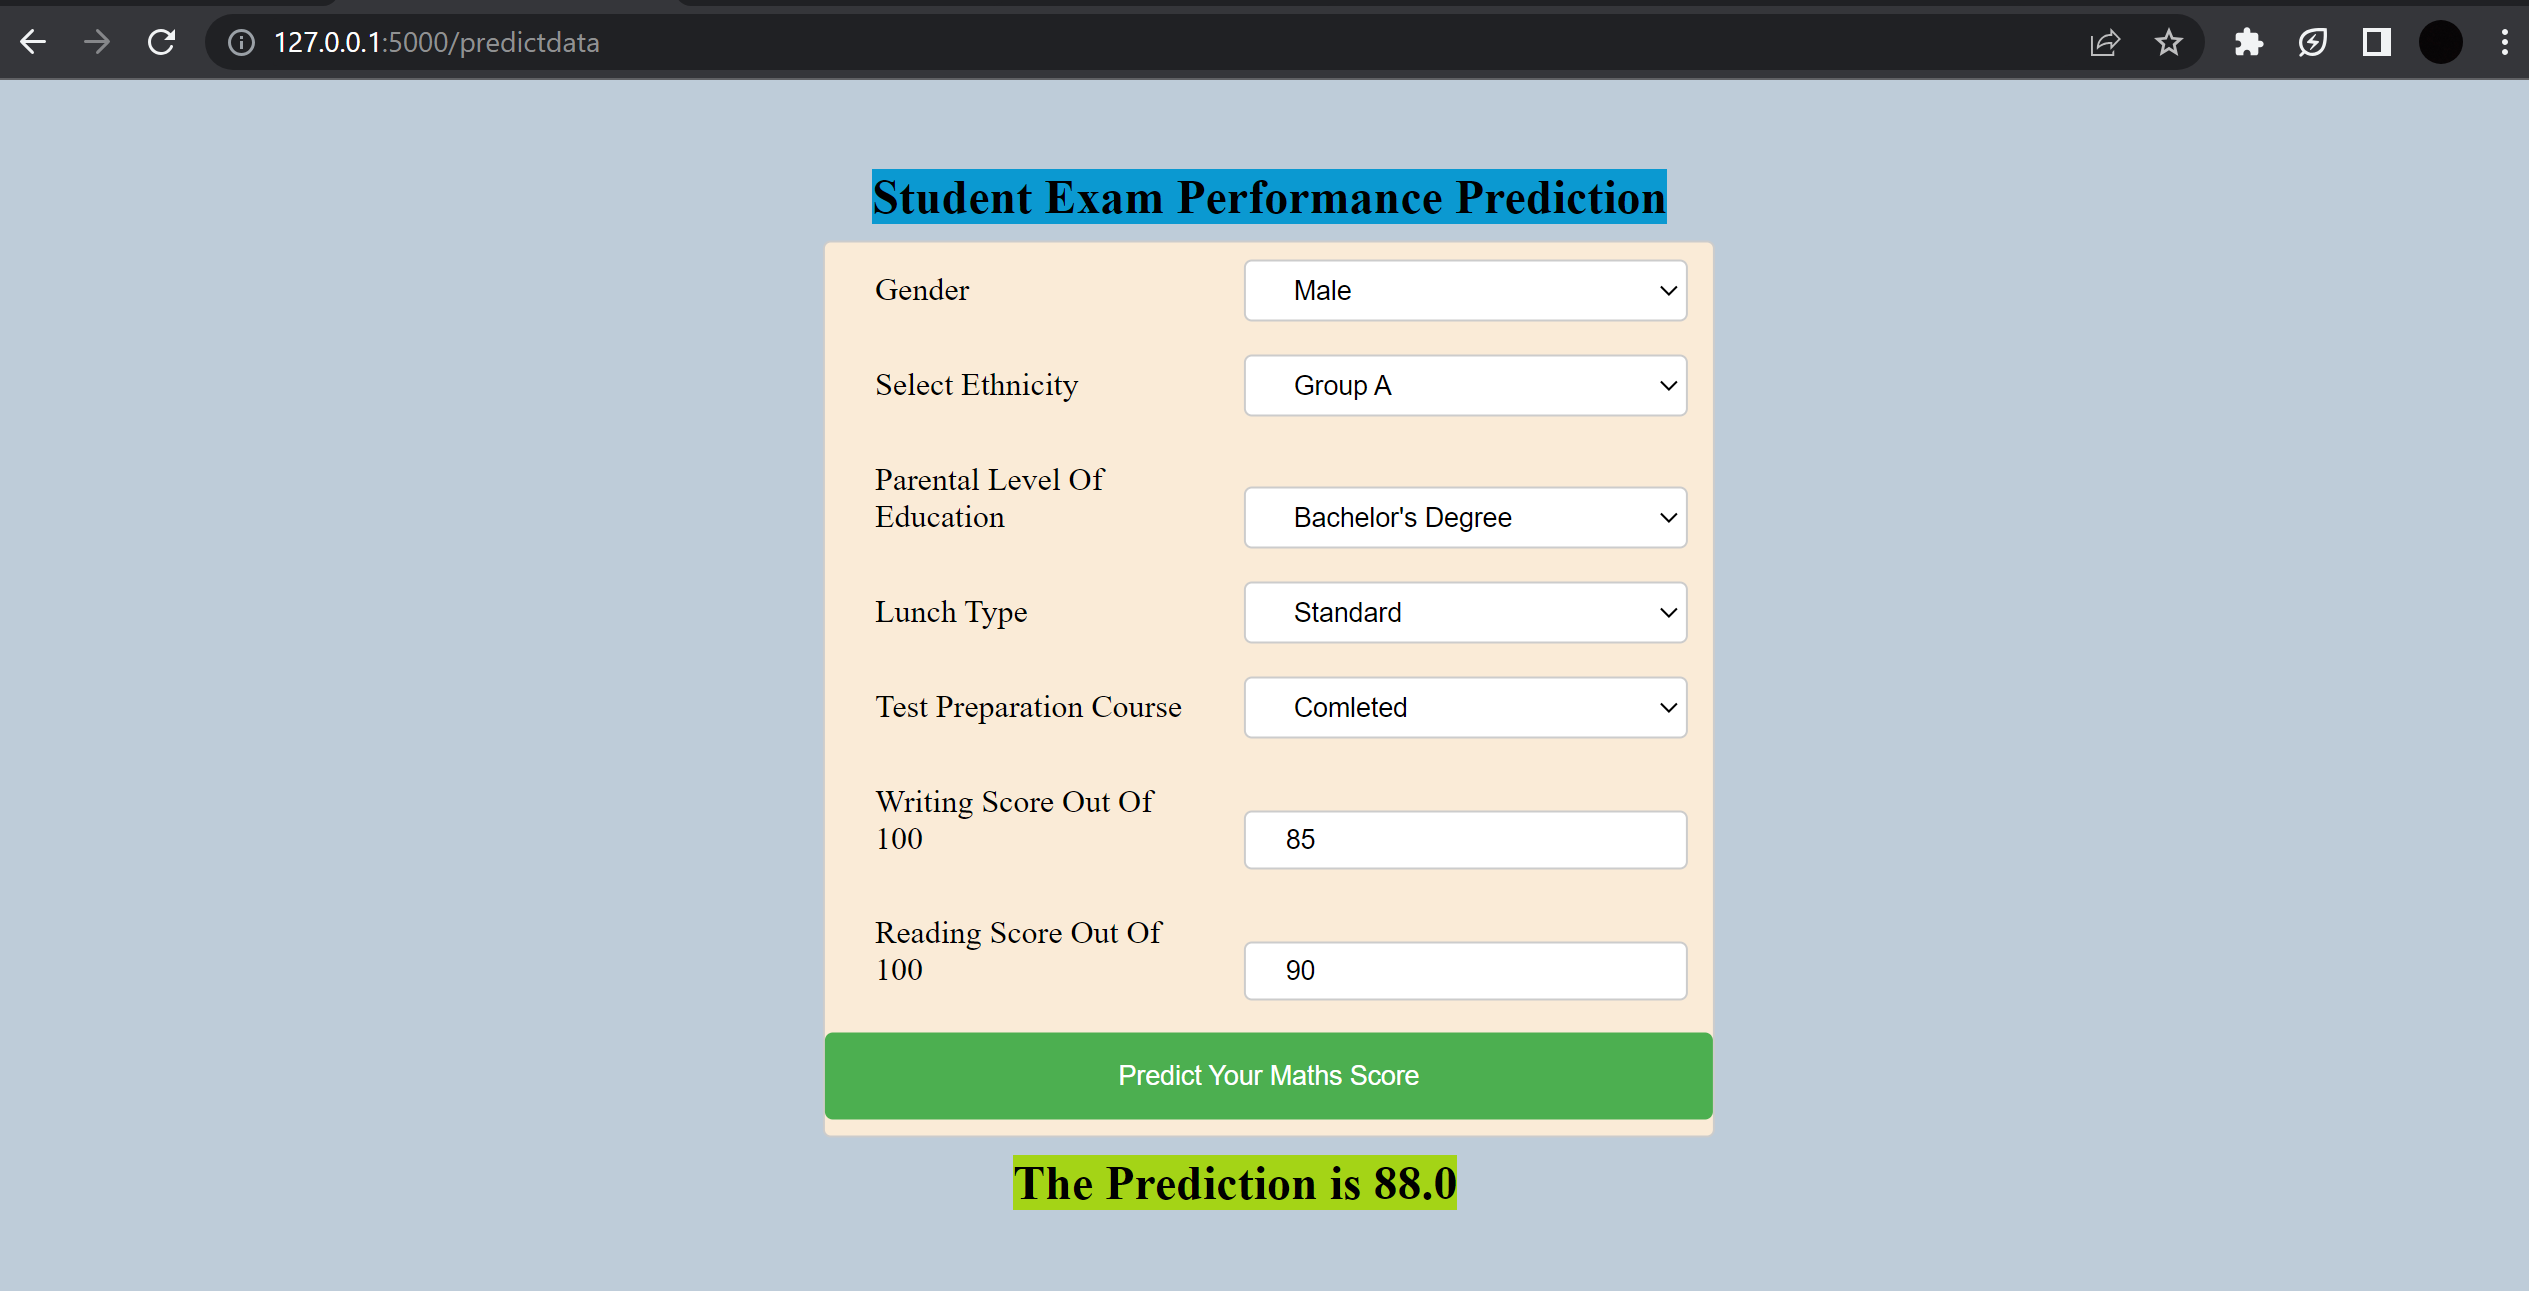 127.0.0.1:5000/predictdata
Student Exam Performance Prediction
Gender
Male
Select Ethnicity
Group A
Parental Level Of
Education
Bachelor's Degree
Lunch Type
Standard
Test Preparation Course
Comleted
Writing Score Out Of
100
85
Reading Score Out Of
100
90
Predict Your Maths Score
The Prediction is 88.0